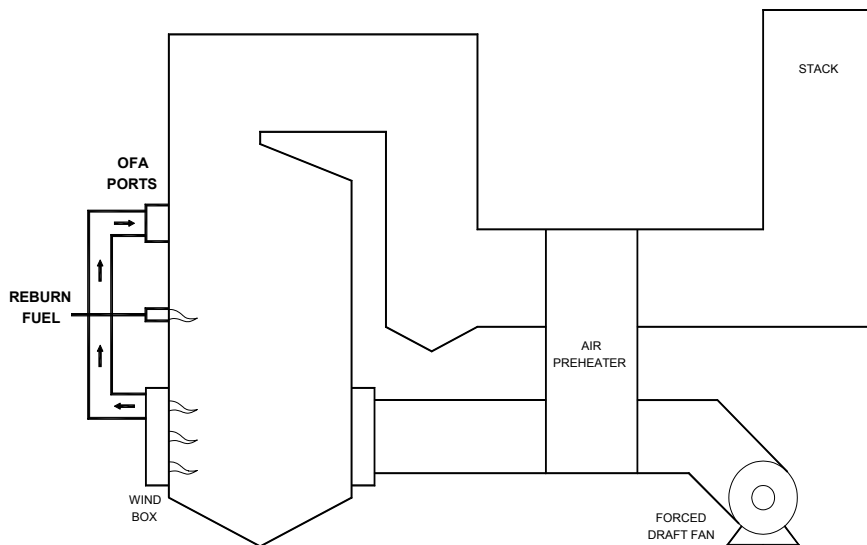 STACK
OFA
PORTS
REBURN
FUEL
AIR
PREHEATER
WIND
BOX
FORCED
DRAFT FAN